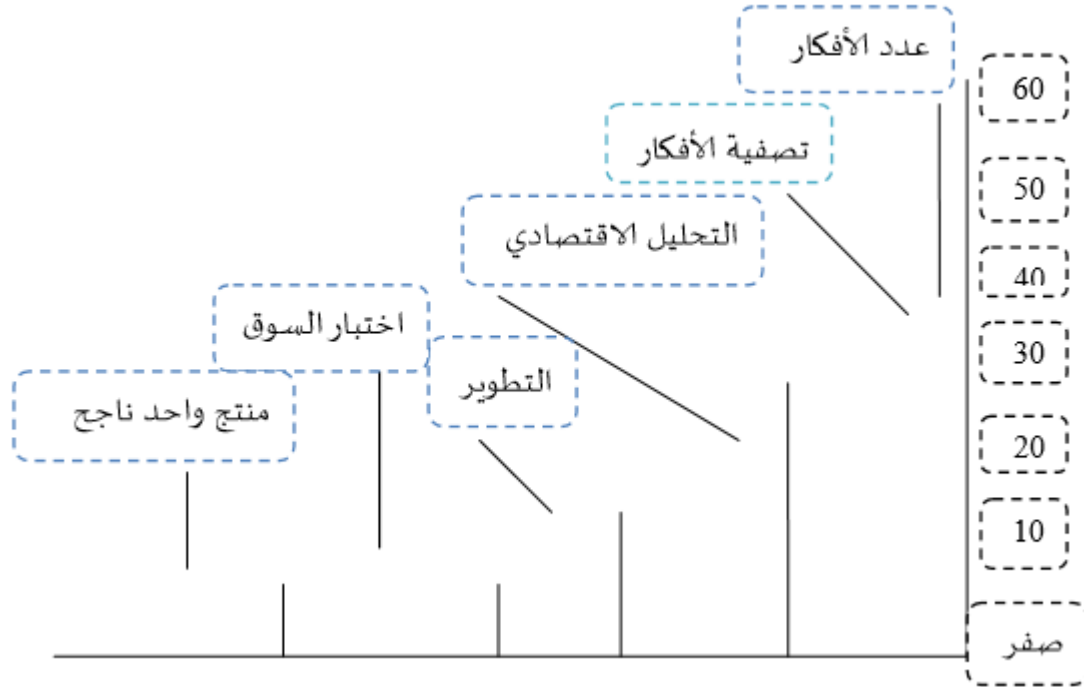 عدد الأفكار
60
تصفية الأفكار
50
التحليل الاقتصادي
40
اختبار السوق
30
التطوير
منتج واحد ناجح
20
10
صفر